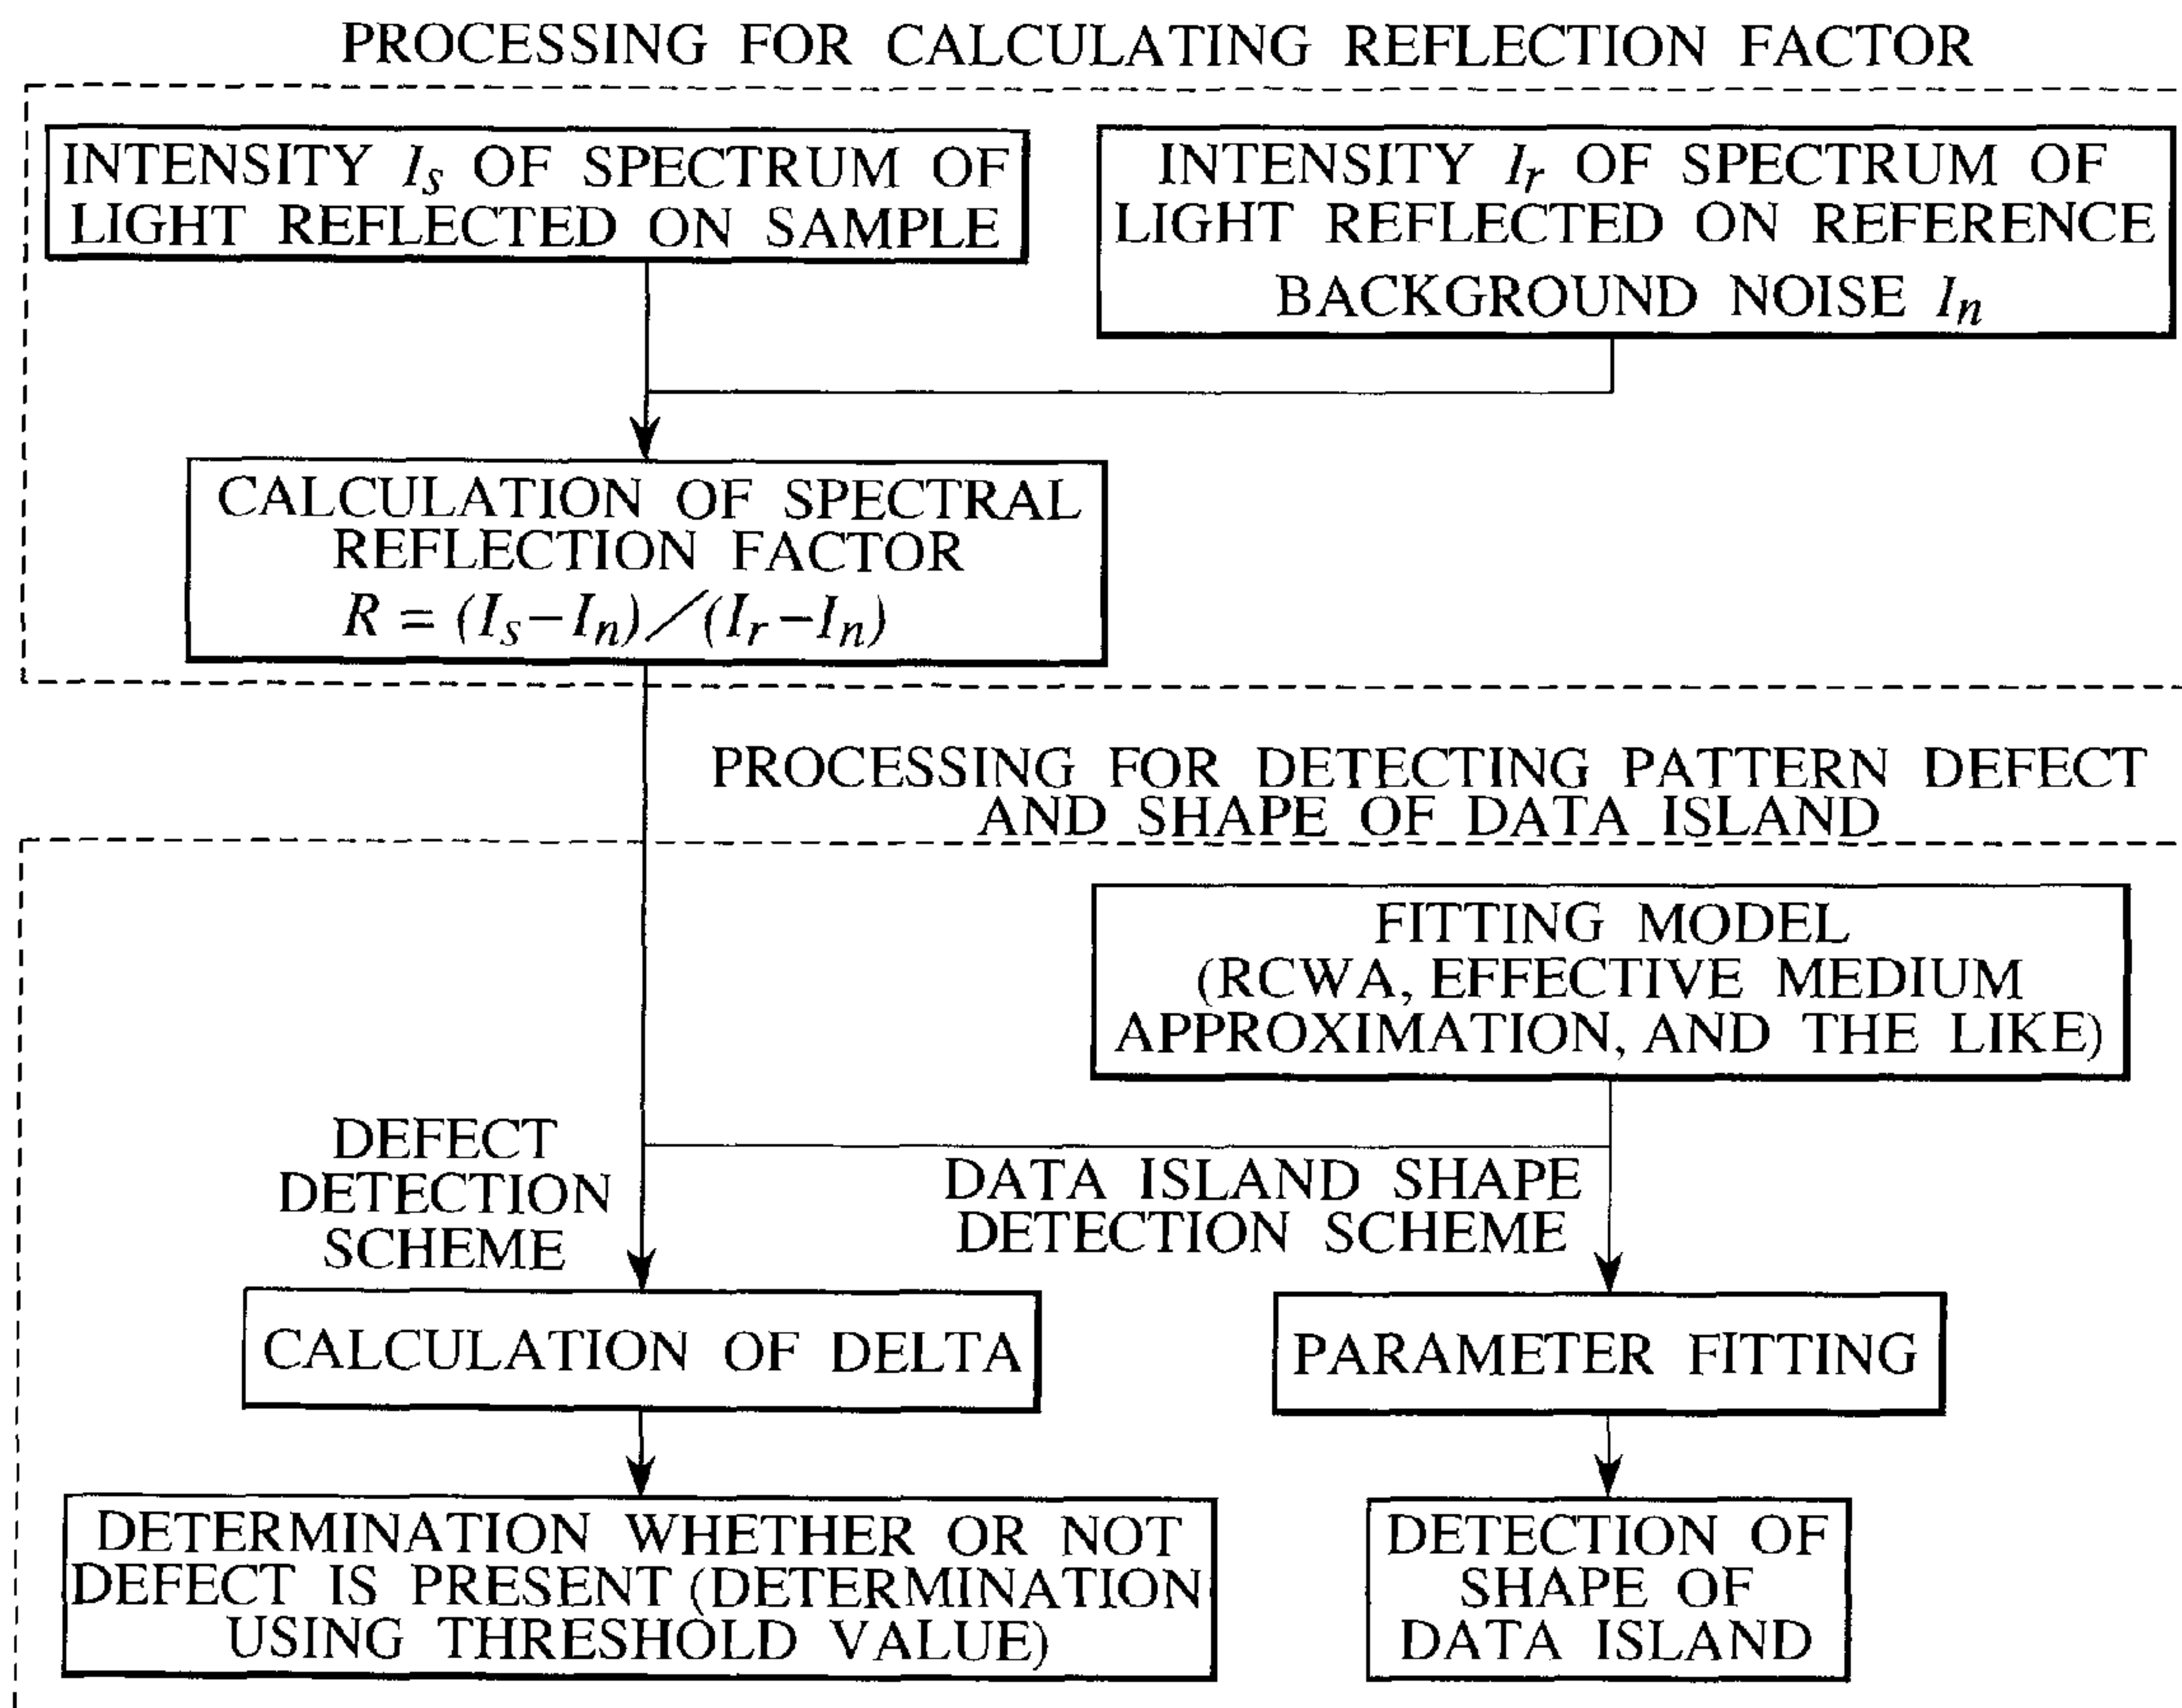 PROCESSING FOR CALCULATING REFLECTION FACTOR
INTENSITY Is OF SPECTRUM OF
LIGHT REFLECTED ON SAMPLE
INTENSITY Ir OF SPECTRUM OF
LIGHT REFLECTED ON REFERENCE
BACKGROUND NOISE In
CALCULATION OF SPECTRAL
REFLECTION FACTOR
R = (Is-In)/(Ir-In)
PROCESSING FOR DETECTING PATTERN DEFECT
AND SHAPE OF DATA ISLAND
FITTING MODEL
(RCWA, EFFECTIVE MEDIUM
APPROXIMATION, AND THE LIKE)
DEFECT
DETECTION
SCHEME
DATA ISLAND SHAPE
DETECTION SCHEME
CALCULATION OF DELTA
PARAMETER FITTING
DETERMINATION WHETHER OR NOT
DEFECT IS PRESENT (DETERMINATION
USING THRESHOLD VALUE)
DETECTION OF
SHAPE OF
DATA ISLAND